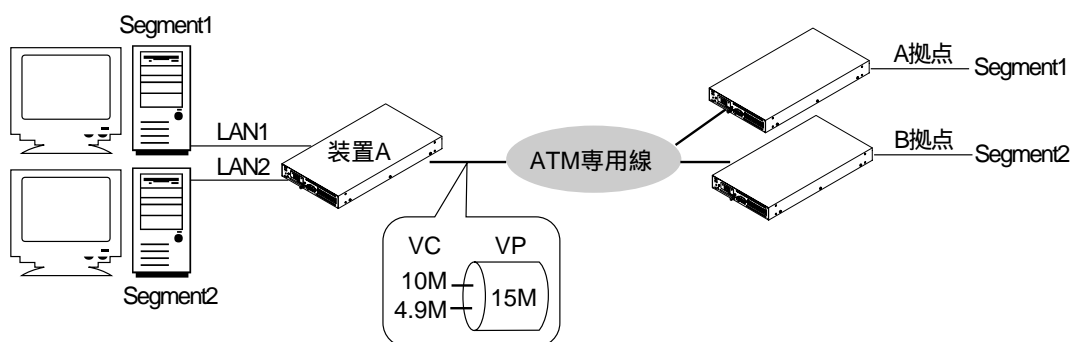 Segment1
LAN1
LAN2
装置A
Segment2
ATM専用線
A拠点
Segment1
B拠点
Segment2
VC
VP
10M
4.9M
15M